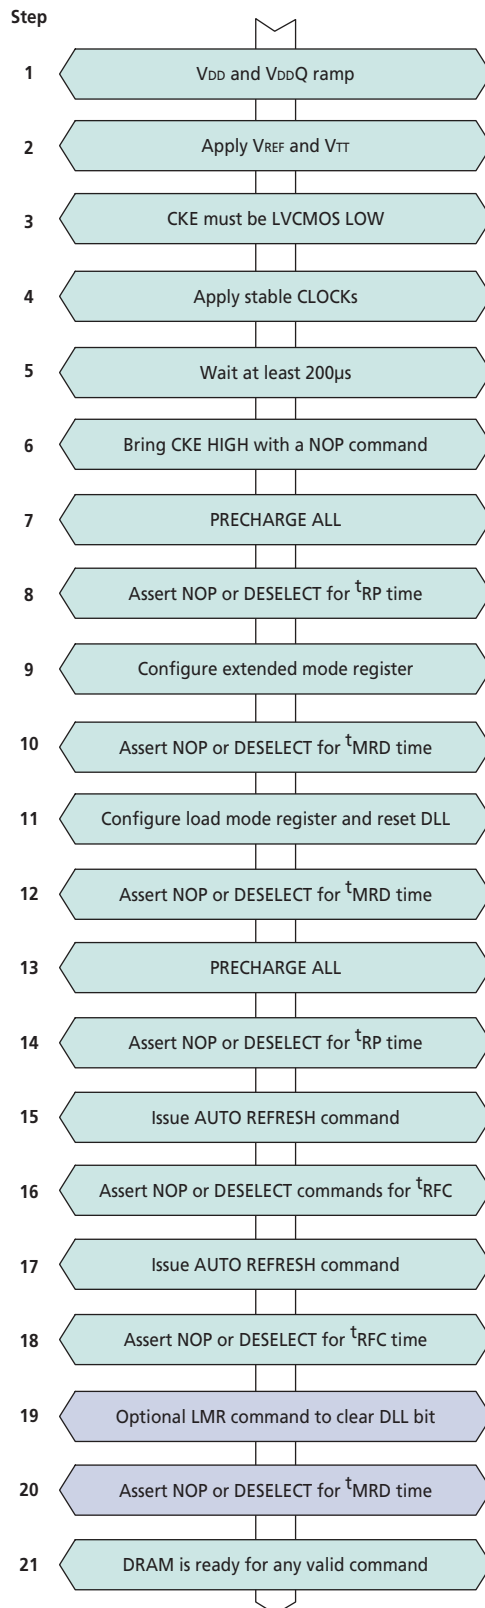 Step
1 VDD and VDDQ ramp
2 Apply VREF and VTT
3 CKE must be LVCMOS LOW
4 Apply stable CLOCKs
5 Wait at least 200µs
6 Bring CKE HIGH with a NOP command
7 PRECHARGE ALL
8 Assert NOP or DESELECT for tRP time
9 Configure extended mode register
10 Assert NOP or DESELECT for tMRD time
11 Configure load mode register and reset DLL
12 Assert NOP or DESELECT for tMRD time
13 PRECHARGE ALL
14 Assert NOP or DESELECT for tRP time
15 Issue AUTO REFRESH command
16 Assert NOP or DESELECT commands for tRFC
17 Issue AUTO REFRESH command
18 Assert NOP or DESELECT for tRFC time
19 Optional LMR command to clear DLL bit
20 Assert NOP or DESELECT for tMRD time
21 DRAM is ready for any valid command